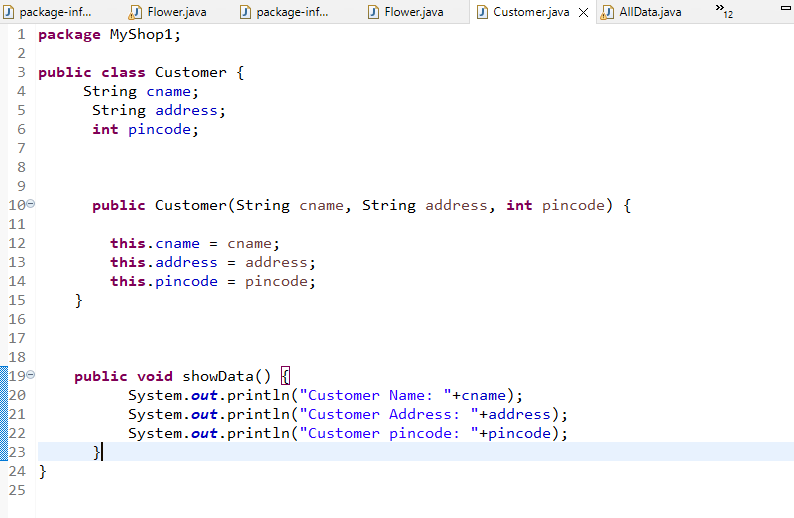 package-inf... Flower.java package-inf... Flower.java Customer.java AllData.java »12
1 package MyShop1;
2
3 public class Customer {
4 String cname;
5 String address;
6 int pincode;
7
8
9
10 public Customer(String cname, String address, int pincode) {
11
12 this.cname = cname;
13 this.address = address;
14 this.pincode = pincode;
15 }
16
17
18
19 public void showData() {
20 System.out.println("Customer Name: "+cname);
21 System.out.println("Customer Address: "+address);
22 System.out.println("Customer pincode: "+pincode);
23 }
24 }
25